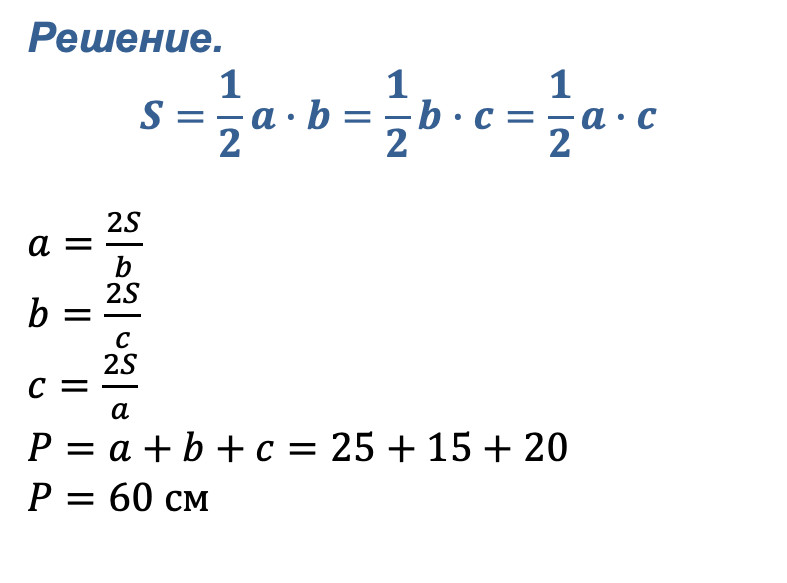 Решение.
S = 1/2 a · b = 1/2 b · c = 1/2 a · c
a = 2S/b
b = 2S/c
c = 2S/a
P = a + b + c = 25 + 15 + 20
P = 60 см